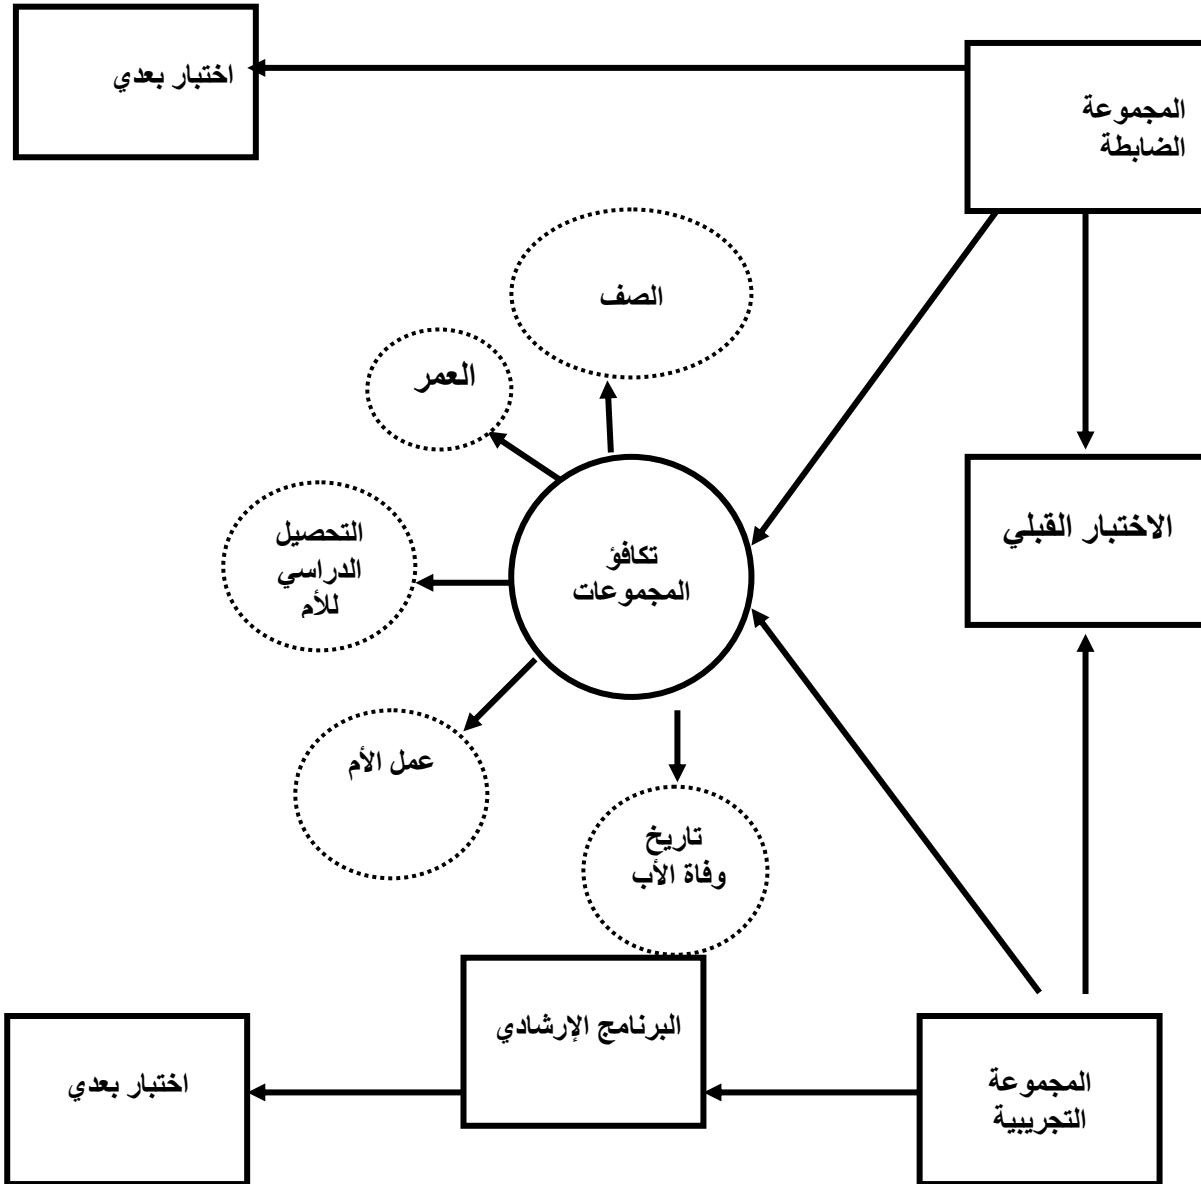 اختبار بعدي
المجموعة
الضابطة
الصف
العمر
الاختبار القبلي
التحصيل
الدراسي
للأم
تكافؤ
المجموعات
عمل الأم
تاريخ
وفاة الأب
البرنامج الإرشادي
المجموعة
التجريبية
اختبار بعدي